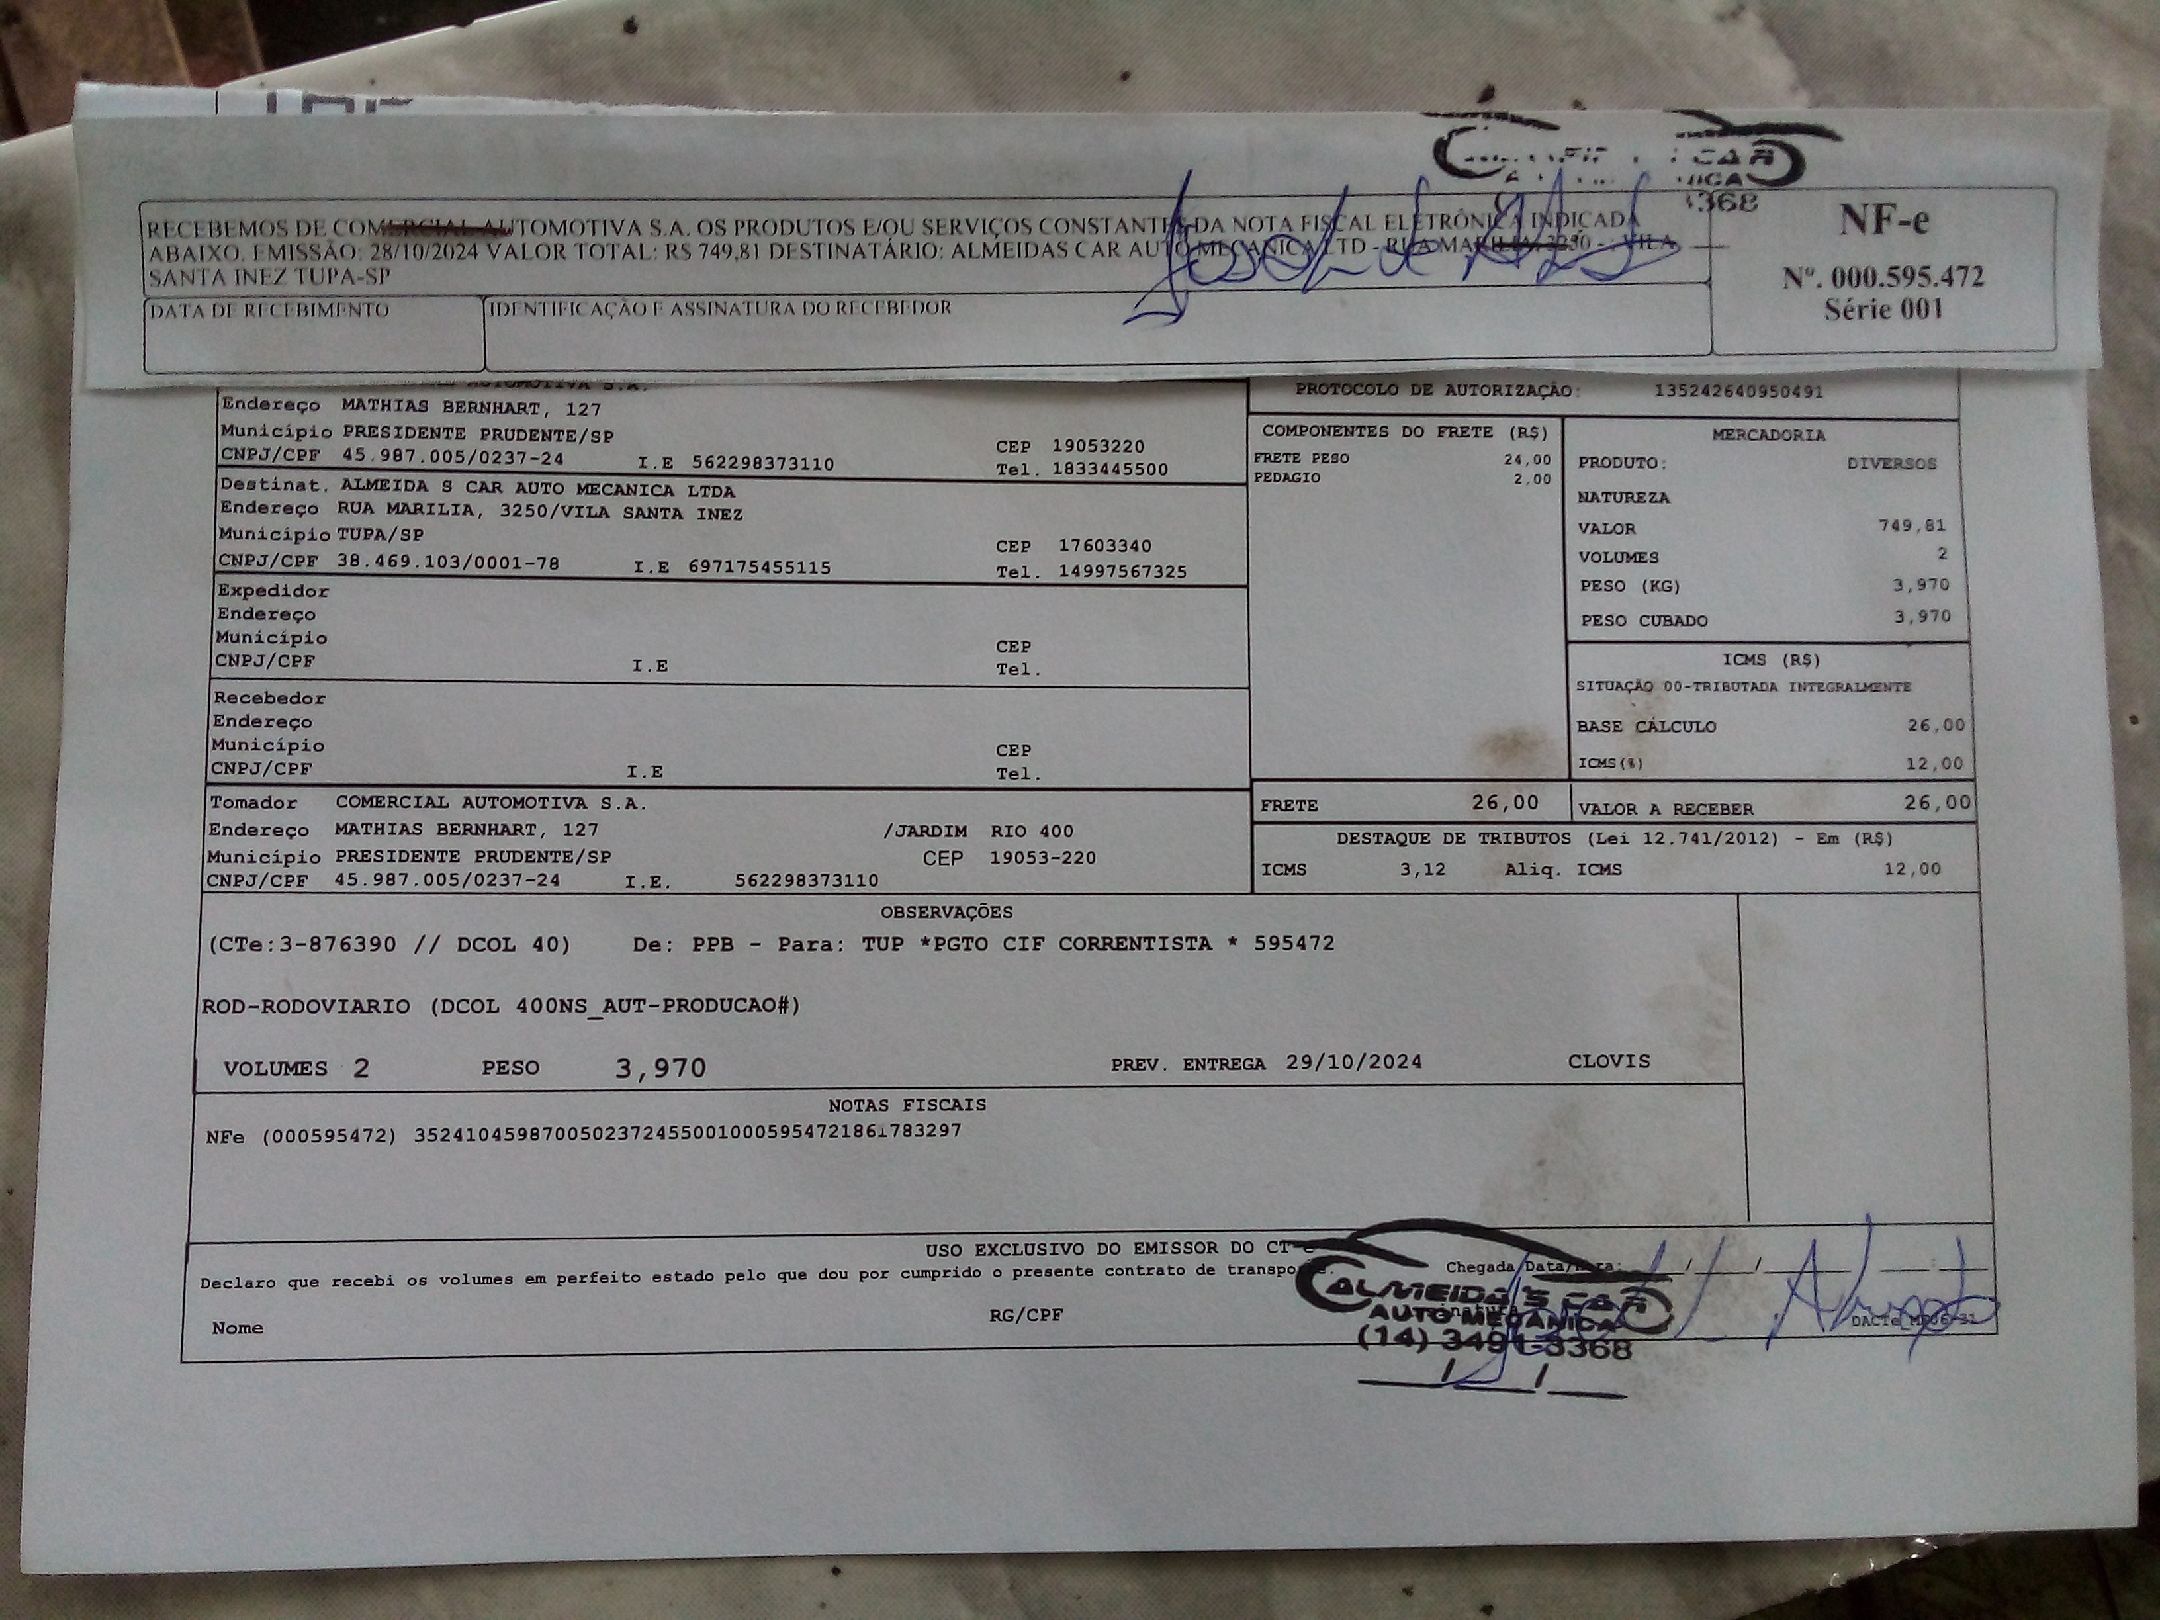 RECEBEMOS DE COMERCIAL AUTOMOTIVA S.A. OS PRODUTOS E/OU SERVIÇOS CONSTANTES DA NOTA FISCAL ELETRÔNICA INDICADA
ABAIXO. EMISSÃO: 28/10/2024 VALOR TOTAL: R$ 749,81 DESTINATÁRIO: ALMEIDAS CAR AUTO MECANICA LTD - RUA MARILIA, 3250 - VILA
SANTA INEZ TUPA-SP
DATA DE RECEBIMENTO
IDENTIFICAÇÃO E ASSINATURA DO RECEBEDOR
NF-e
Nº. 000.595.472
Série 001
CAR
3368
AUTOMOTIVA S.A.
Endereço MATHIAS BERNHART, 127
Município PRESIDENTE PRUDENTE/SP CEP 19053220
CNPJ/CPF 45.987.005/0237-24 I.E 562298373110 Tel. 1833445500
Destinat. ALMEIDA S CAR AUTO MECANICA LTDA
Endereço RUA MARILIA, 3250/VILA SANTA INEZ
Município TUPA/SP CEP 17603340
CNPJ/CPF 38.469.103/0001-78 I.E 697175455115 Tel. 14997567325
Expedidor
Endereço
Município CEP
CNPJ/CPF I.E Tel.
Recebedor
Endereço
Município CEP
CNPJ/CPF I.E Tel.
Tomador COMERCIAL AUTOMOTIVA S.A.
Endereço MATHIAS BERNHART, 127 /JARDIM RIO 400
Município PRESIDENTE PRUDENTE/SP CEP 19053-220
CNPJ/CPF 45.987.005/0237-24 I.E. 562298373110
PROTOCOLO DE AUTORIZAÇÃO: 135242640950491
COMPONENTES DO FRETE (R$)
FRETE PESO 24,00
PEDAGIO 2,00
MERCADORIA
PRODUTO: DIVERSOS
NATUREZA
VALOR 749,81
VOLUMES 2
PESO (KG) 3,970
PESO CUBADO 3,970
ICMS (R$)
SITUAÇÃO 00-TRIBUTADA INTEGRALMENTE
BASE CÁLCULO 26,00
ICMS(%) 12,00
FRETE 26,00 VALOR A RECEBER 26,00
DESTAQUE DE TRIBUTOS (Lei 12.741/2012) - Em (R$)
ICMS 3,12 Aliq. ICMS 12,00
OBSERVAÇÕES
(CTe:3-876390 // DCOL 40) De: PPB - Para: TUP *PGTO CIF CORRENTISTA * 595472
ROD-RODOVIARIO (DCOL 400NS_AUT-PRODUCAO#)
VOLUMES 2 PESO 3,970 PREV. ENTREGA 29/10/2024 CLOVIS
NOTAS FISCAIS
NFe (000595472) 35241045987005023724550010005954721861783297
USO EXCLUSIVO DO EMISSOR DO CT-e
Declaro que recebi os volumes em perfeito estado pelo que dou por cumprido o presente contrato de transporte.
Chegada Data/Hora: / / :
Nome RG/CPF
ALMEIDA'S CAR
AUTO MECÂNICA
(14) 3491-3368